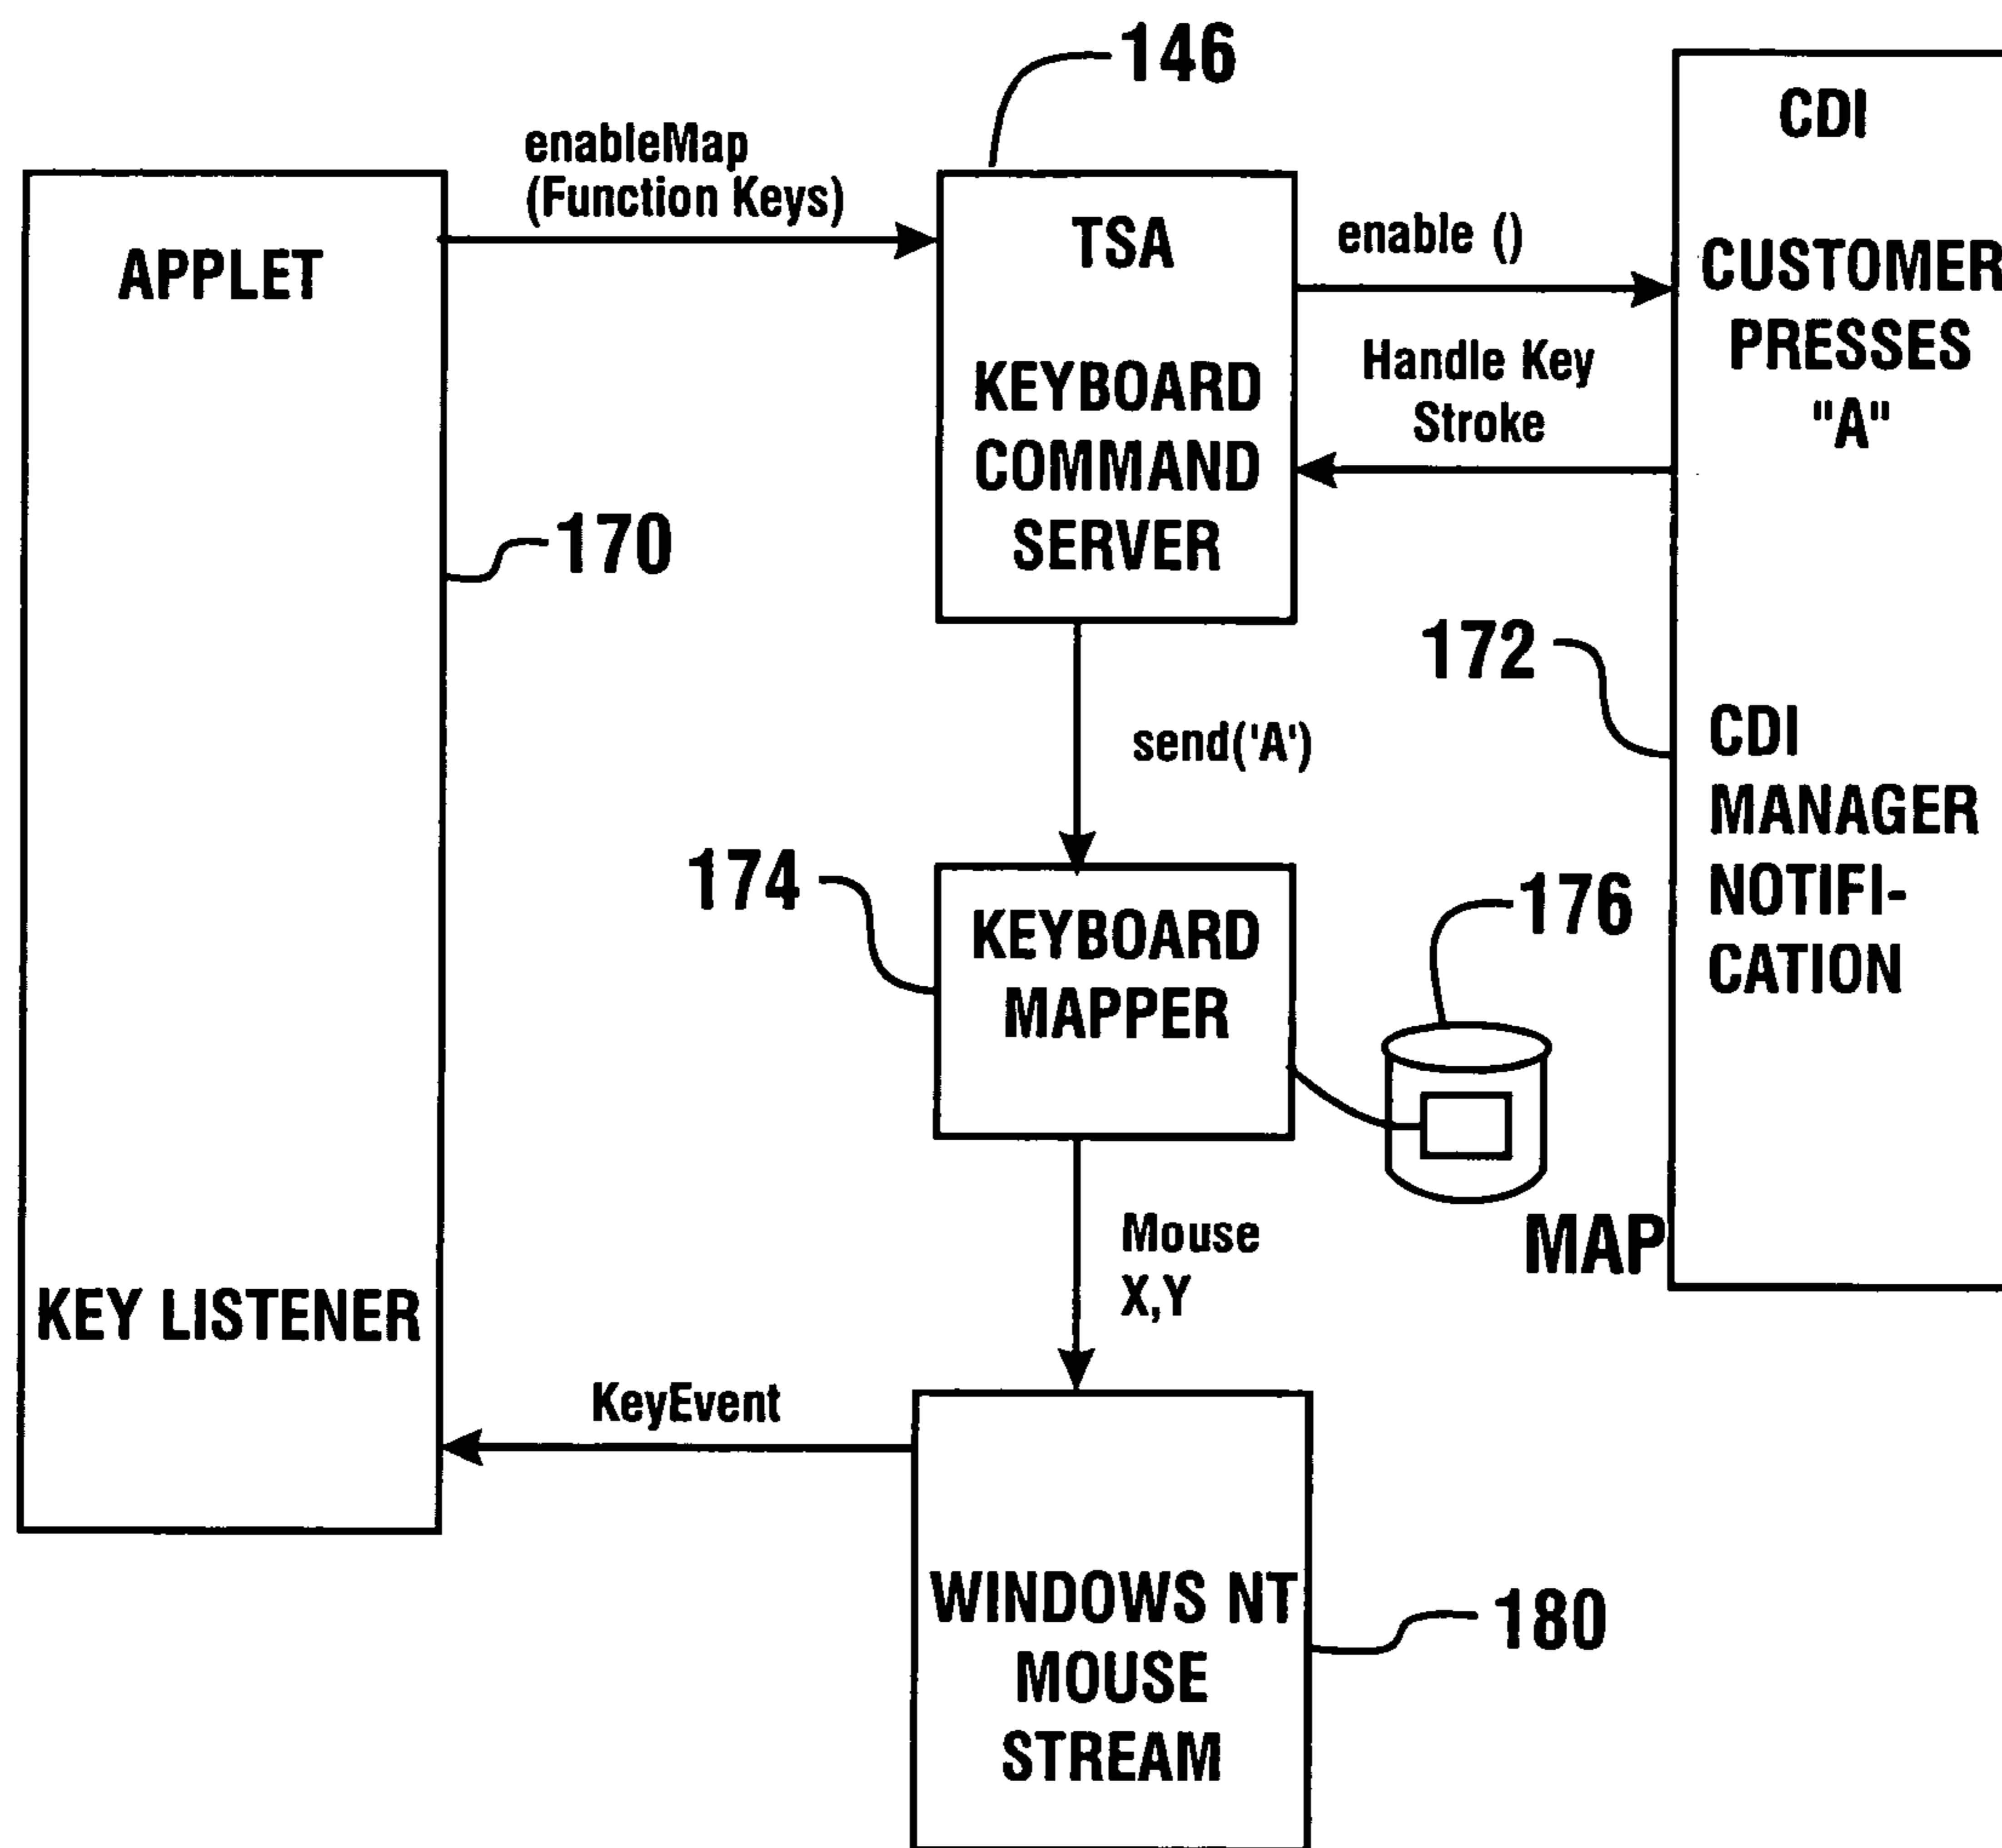 146
CDI
enableMap
(Function Keys)
APPLET
TSA
enable ()
CUSTOMER
PRESSES
"A"
KEYBOARD
COMMAND
SERVER
Handle Key
Stroke
170
172
send('A')
CDI
MANAGER
NOTIFI-
CATION
174
KEYBOARD
MAPPER
176
Mouse
X,Y
MAP
KEY LISTENER
KeyEvent
WINDOWS NT
MOUSE
STREAM
180